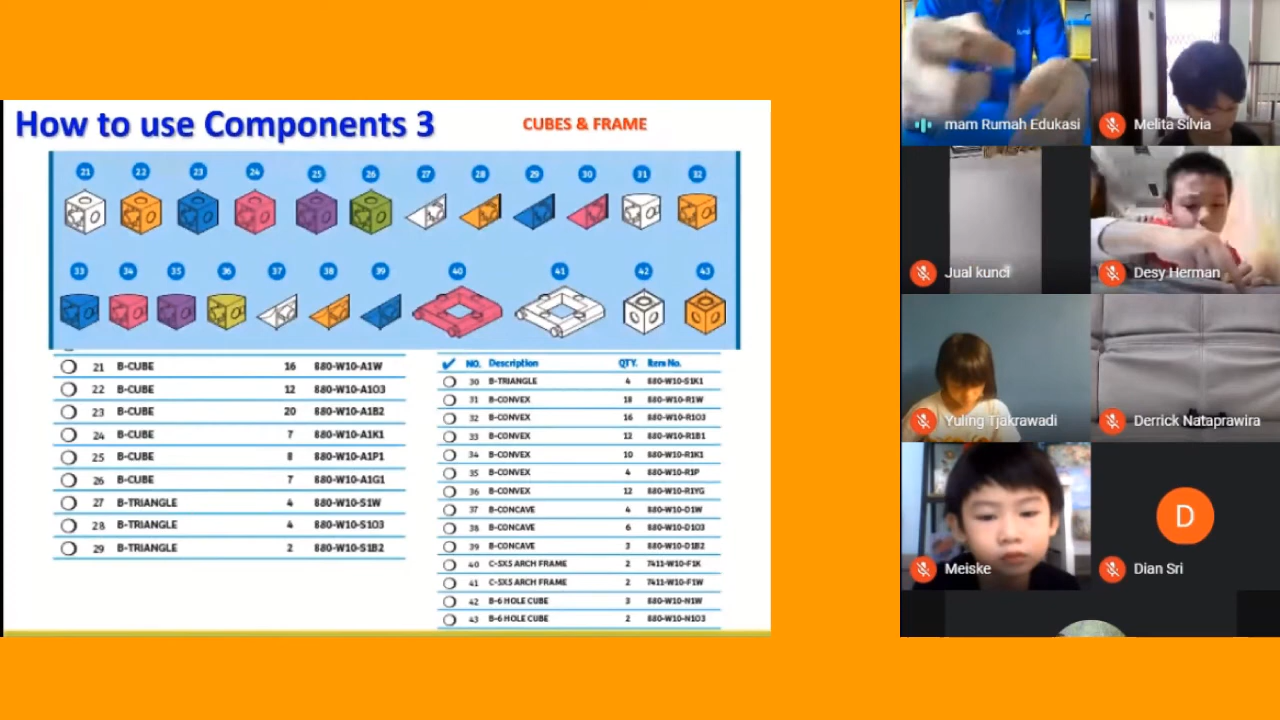 How to use Components 3
CUBES & FRAME
21 22 23 24 25 26 27 28 29 30 31 32
33 34 35 36 37 38 39 40 41 42 43
21 B-CUBE 16 880-W10-A1W
22 B-CUBE 12 880-W10-A1O3
23 B-CUBE 20 880-W10-A1B2
24 B-CUBE 7 880-W10-A1K1
25 B-CUBE 8 880-W10-A1P1
26 B-CUBE 7 880-W10-A1G1
27 B-TRIANGLE 4 880-W10-S1W
28 B-TRIANGLE 4 880-W10-S1O3
29 B-TRIANGLE 2 880-W10-S1B2
NO. Description QTY. Item No.
30 B-TRIANGLE 4 880-W10-S1K1
31 B-CONVEX 18 880-W10-R1W
32 B-CONVEX 16 880-W10-R1O3
33 B-CONVEX 12 880-W10-R1B1
34 B-CONVEX 10 880-W10-R1K1
35 B-CONVEX 4 880-W10-R1P
36 B-CONVEX 12 880-W10-R1YG
37 B-CONCAVE 4 880-W10-D1W
38 B-CONCAVE 6 880-W10-D1O3
39 B-CONCAVE 3 880-W10-D1B2
40 C-5X5 ARCH FRAME 2 7411-W10-F1K
41 C-5X5 ARCH FRAME 2 7411-W10-F1W
42 B-6 HOLE CUBE 3 880-W10-N1W
43 B-6 HOLE CUBE 2 880-W10-N1O3
mam Rumah Edukasi
Melita Silvia
Jual kunci
Desy Herman
Yuling Tjakrawadi
Derrick Nataprawira
Meiske
D
Dian Sri